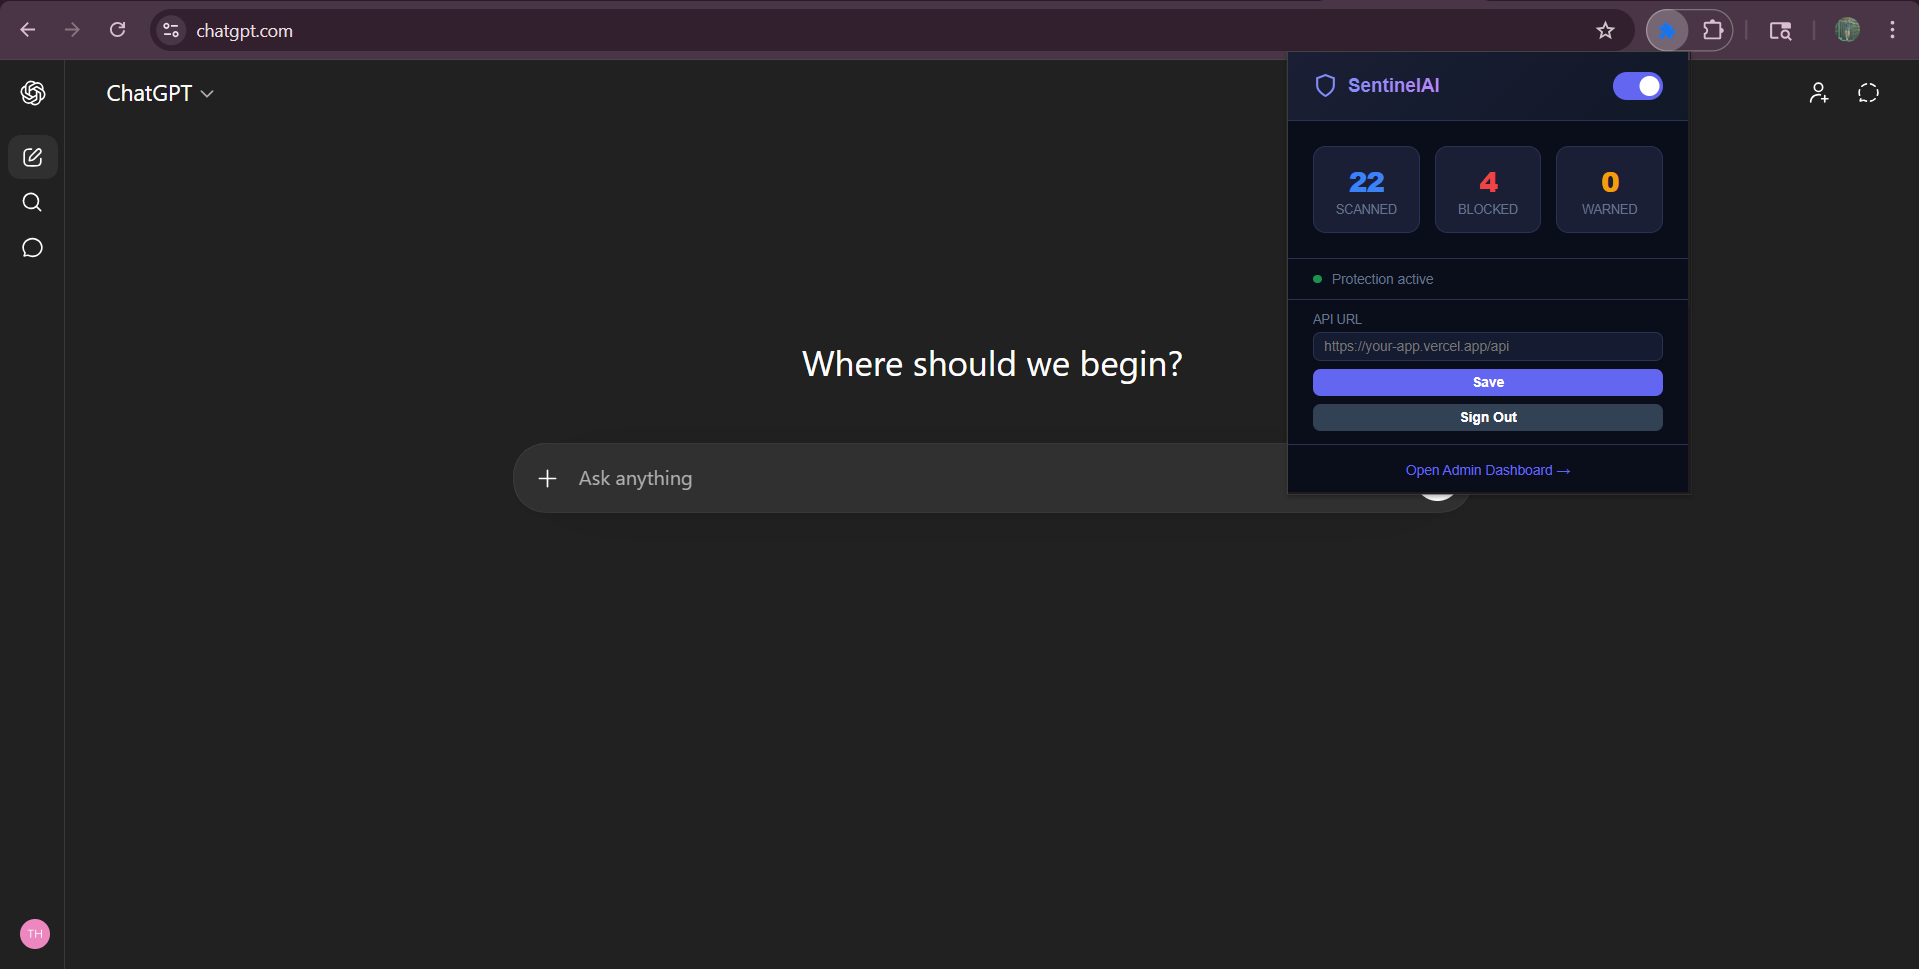 chatgpt.com
ChatGPT
SentinelAI
22
SCANNED
4
BLOCKED
0
WARNED
Protection active
API URL
https://your-app.vercel.app/api
Save
Sign Out
Open Admin Dashboard →
Where should we begin?
Ask anything
TH